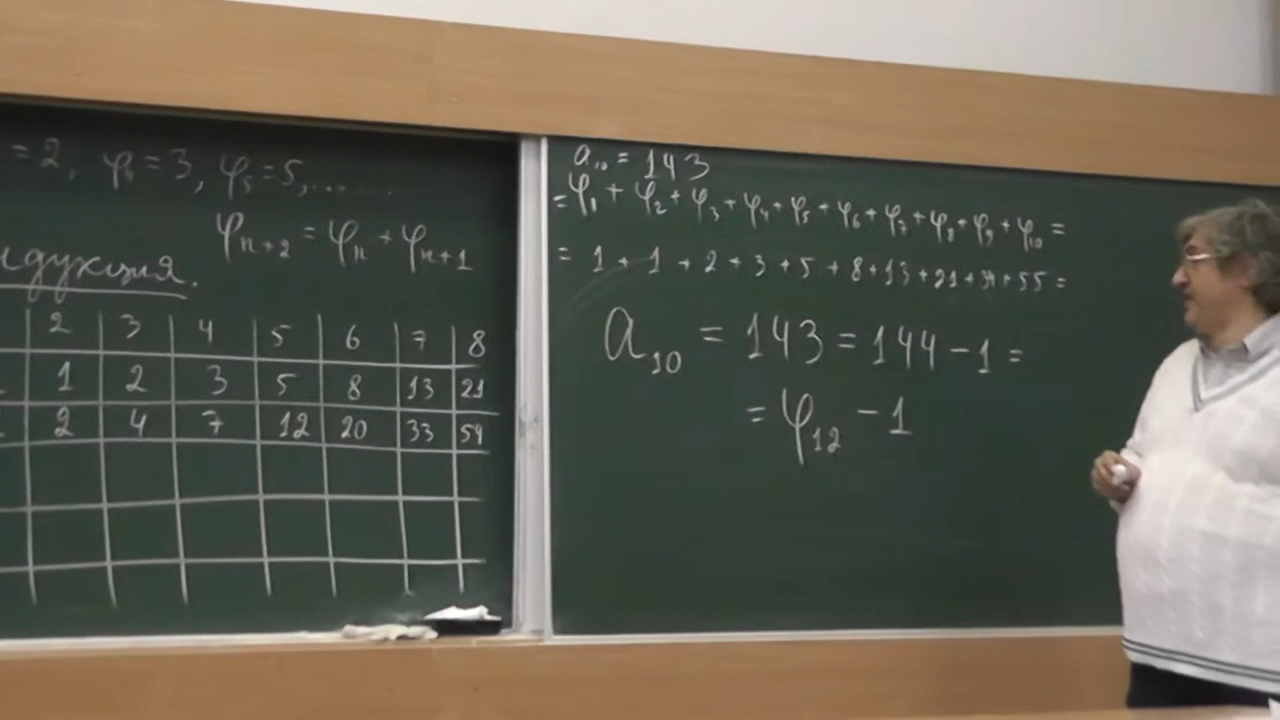 =2, φ₄=3, φ₅=5,........
φₙ₊₂ = φₙ + φₙ₊₁
ндукция.
2 3 4 5 6 7 8
1 2 3 5 8 13 21
2 4 7 12 20 33 54
a₁₀ = 143
= φ₁ + φ₂ + φ₃ + φ₄ + φ₅ + φ₆ + φ₇ + φ₈ + φ₉ + φ₁₀ =
= 1 + 1 + 2 + 3 + 5 + 8 + 13 + 21 + 34 + 55 =
a₁₀ = 143 = 144 - 1 =
= φ₁₂ - 1